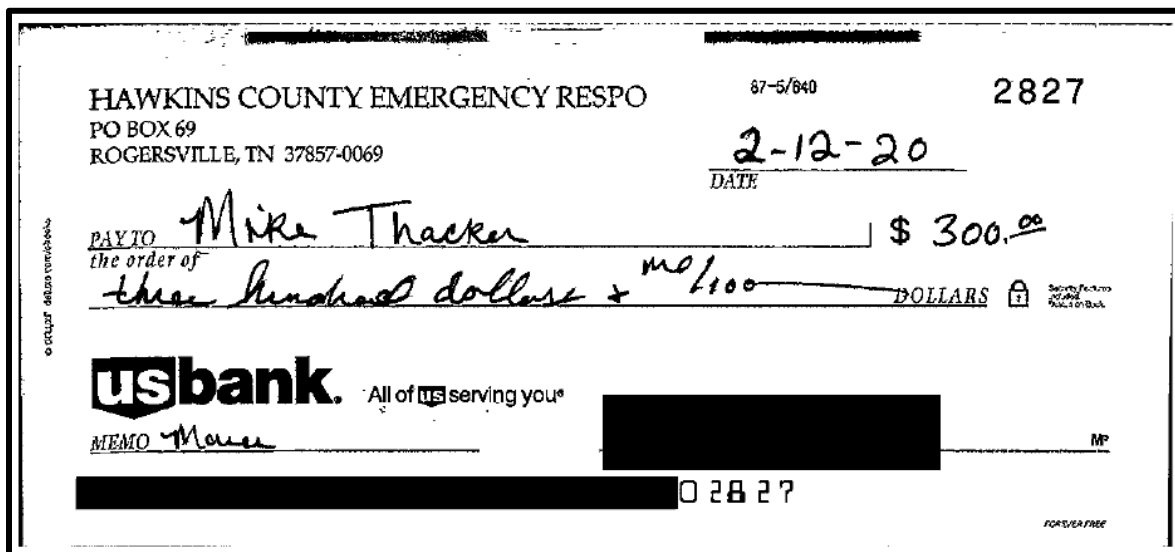 HAWKINS COUNTY EMERGENCY RESPO
87-5/840
2827
PO BOX 69
ROGERSVILLE, TN 37857-0069
2-12-20
DATE
PAY TO Mike Thacker $ 300.00
the order of
three hundred dollars + no/100 DOLLARS
usbank.
All of us serving you®
MEMO
MP
02827
FOREVER FREE